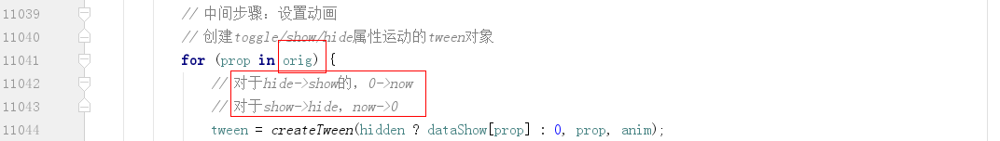 11039 // 中间步骤：设置动画
11040 // 创建toggle/show/hide属性运动的tween对象
11041 for (prop in orig) {
11042 // 对于hide->show的，0->now
11043 // 对于show->hide，now->0
11044 tween = createTween(hidden ? dataShow[prop] : 0, prop, anim);